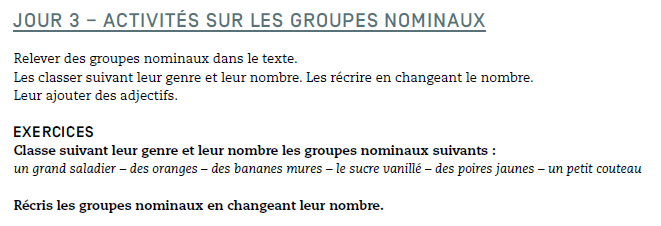 JOUR 3 – ACTIVITÉS SUR LES GROUPES NOMINAUX
Relever des groupes nominaux dans le texte.
Les classer suivant leur genre et leur nombre. Les récrire en changeant le nombre.
Leur ajouter des adjectifs.
EXERCICES
Classe suivant leur genre et leur nombre les groupes nominaux suivants :
un grand saladier – des oranges – des bananes mures – le sucre vanillé – des poires jaunes – un petit couteau
Récris les groupes nominaux en changeant leur nombre.